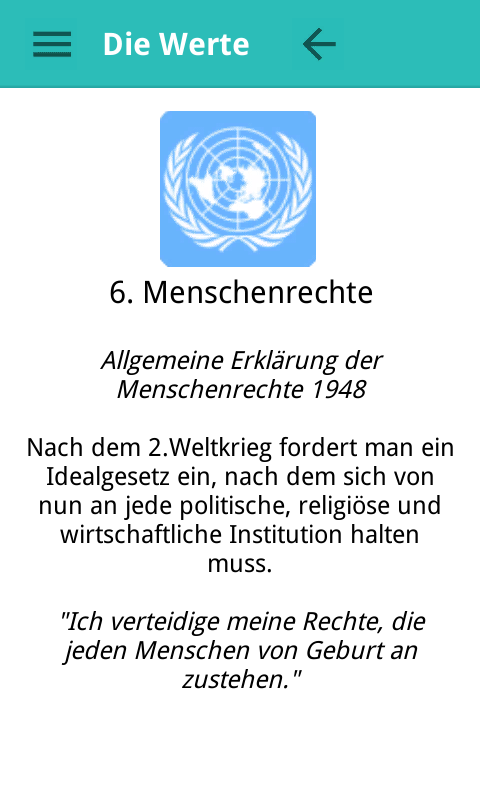 Die Werte
6. Menschenrechte
Allgemeine Erklärung der
Menschenrechte 1948
Nach dem 2.Weltkrieg fordert man ein
Idealgesetz ein, nach dem sich von
nun an jede politische, religiöse und
wirtschaftliche Institution halten
muss.
"Ich verteidige meine Rechte, die
jeden Menschen von Geburt an
zustehen."